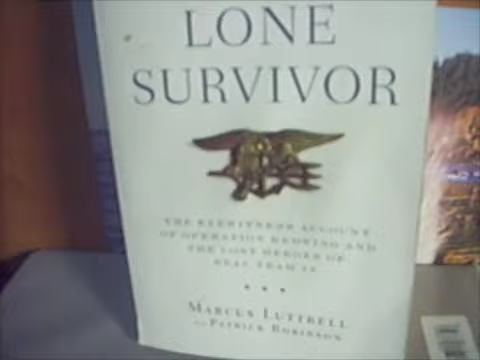 LONE
SURVIVOR
THE EYEWITNESS ACCOUNT
OF OPERATION REDWING AND
THE LOST HEROES OF
SEAL TEAM 10
MARCUS LUTTRELL
WITH PATRICK ROBINSON